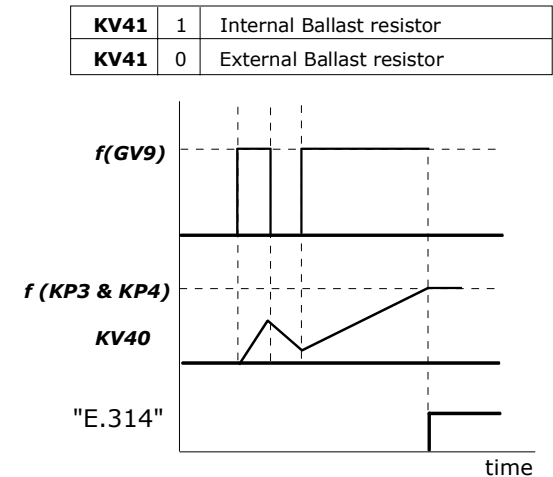 KV41 1 Internal Ballast resistor
KV41 0 External Ballast resistor
f(GV9)
f (KP3 & KP4)
KV40
"E.314"
time